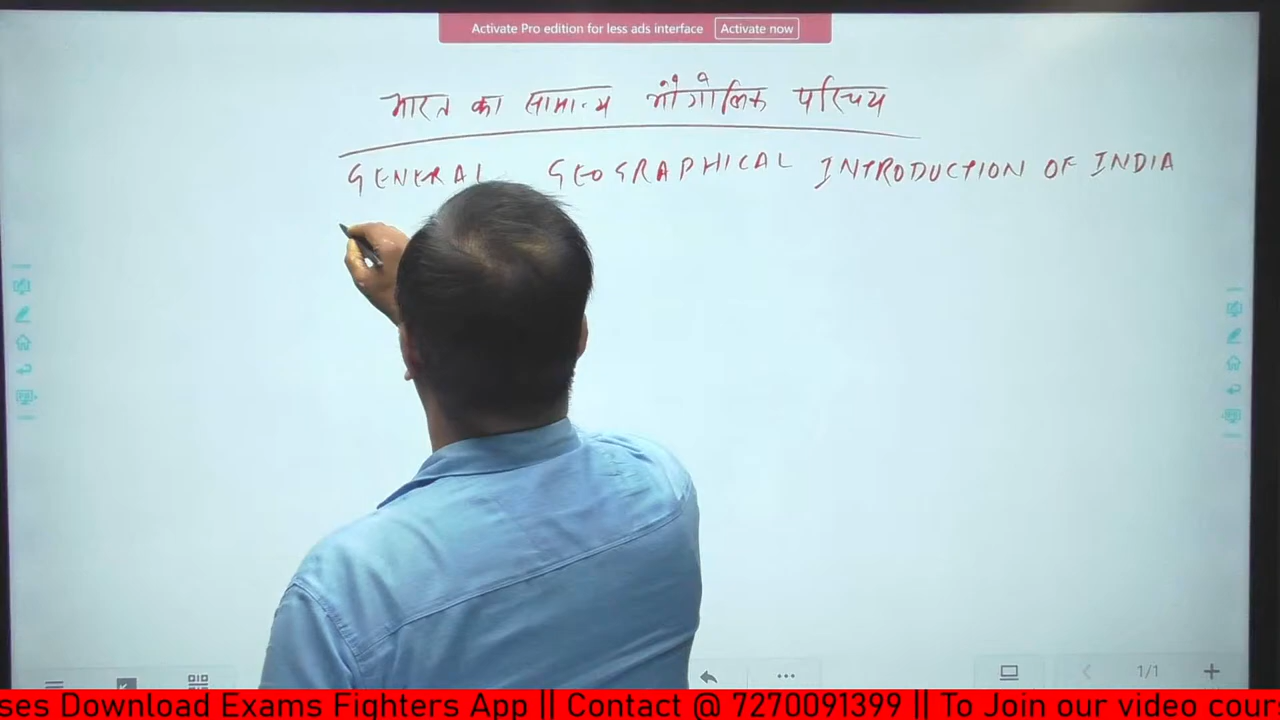 Activate Pro edition for less ads interface Activate now
भारत का सामान्य भौगोलिक परिचय
GENERAL GEOGRAPHICAL INTRODUCTION OF INDIA
1/1
ses Download Exams Fighters App || Contact @ 7270091399 || To Join our video cour